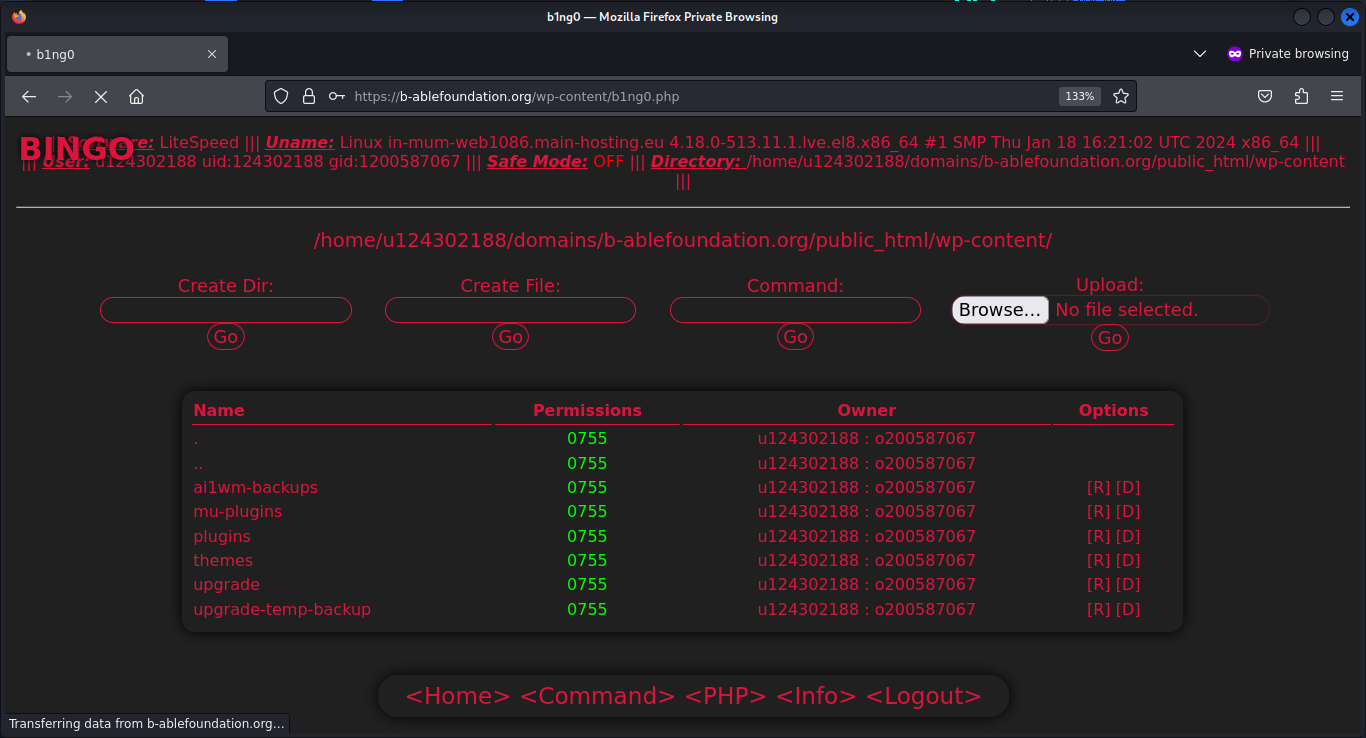 b1ng0 — Mozilla Firefox Private Browsing
b1ng0
Private browsing
https://b-ablefoundation.org/wp-content/b1ng0.php
133%
BINGO
||| Software: LiteSpeed ||| Uname: Linux in-mum-web1086.main-hosting.eu 4.18.0-513.11.1.lve.el8.x86_64 #1 SMP Thu Jan 18 16:21:02 UTC 2024 x86_64 |||
||| User: u124302188 uid:124302188 gid:1200587067 ||| Safe Mode: OFF ||| Directory: /home/u124302188/domains/b-ablefoundation.org/public_html/wp-content
|||
/home/u124302188/domains/b-ablefoundation.org/public_html/wp-content/
Create Dir: Create File: Command: Upload:
Browse... No file selected.
Go Go Go Go
Name Permissions Owner Options
. 0755 u124302188 : o200587067
.. 0755 u124302188 : o200587067
ai1wm-backups 0755 u124302188 : o200587067 [R] [D]
mu-plugins 0755 u124302188 : o200587067 [R] [D]
plugins 0755 u124302188 : o200587067 [R] [D]
themes 0755 u124302188 : o200587067 [R] [D]
upgrade 0755 u124302188 : o200587067 [R] [D]
upgrade-temp-backup 0755 u124302188 : o200587067 [R] [D]
<Home> <Command> <PHP> <Info> <Logout>
Transferring data from b-ablefoundation.org...